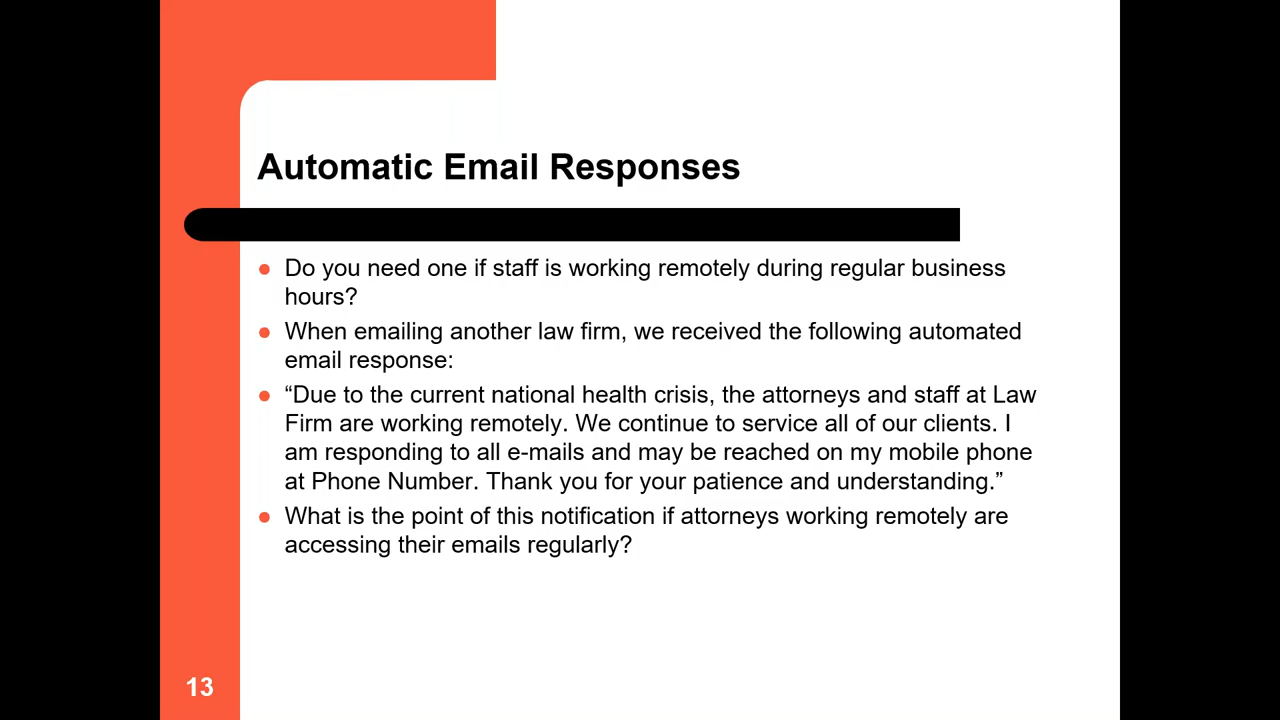 Automatic Email Responses
Do you need one if staff is working remotely during regular business
hours?
When emailing another law firm, we received the following automated
email response:
“Due to the current national health crisis, the attorneys and staff at Law
Firm are working remotely. We continue to service all of our clients. I
am responding to all e-mails and may be reached on my mobile phone
at Phone Number. Thank you for your patience and understanding.”
What is the point of this notification if attorneys working remotely are
accessing their emails regularly?
13